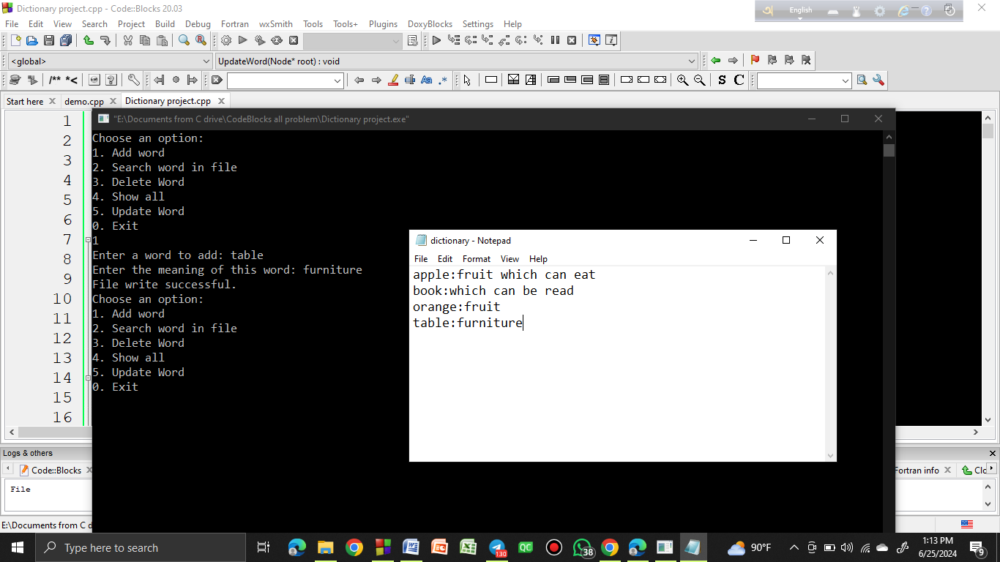 Dictionary project.cpp - Code::Blocks 20.03
English
File Edit View Search Project Build Debug Fortran wxSmith Tools Tools+ Plugins DoxyBlocks Settings Help
<global>
UpdateWord(Node* root) : void
/** *<
Aa .* S C
Start here demo.cpp Dictionary project.cpp
1
2
3
4
5
6
7
8
9
10
11
12
13
14
15
16
"E:\Documents from C drive\CodeBlocks all problem\Dictionary project.exe"
Choose an option:
1. Add word
2. Search word in file
3. Delete Word
4. Show all
5. Update Word
0. Exit
1
Enter a word to add: table
Enter the meaning of this word: furniture
File write successful.
Choose an option:
1. Add word
2. Search word in file
3. Delete Word
4. Show all
5. Update Word
0. Exit
dictionary - Notepad
File Edit Format View Help
apple:fruit which can eat
book:which can be read
orange:fruit
table:furniture
Logs & others
Code::Blocks
Fortran info
Clo
File
E:\Documents from C d
Type here to search
130
QC
38
90°F
1:13 PM
6/25/2024
9